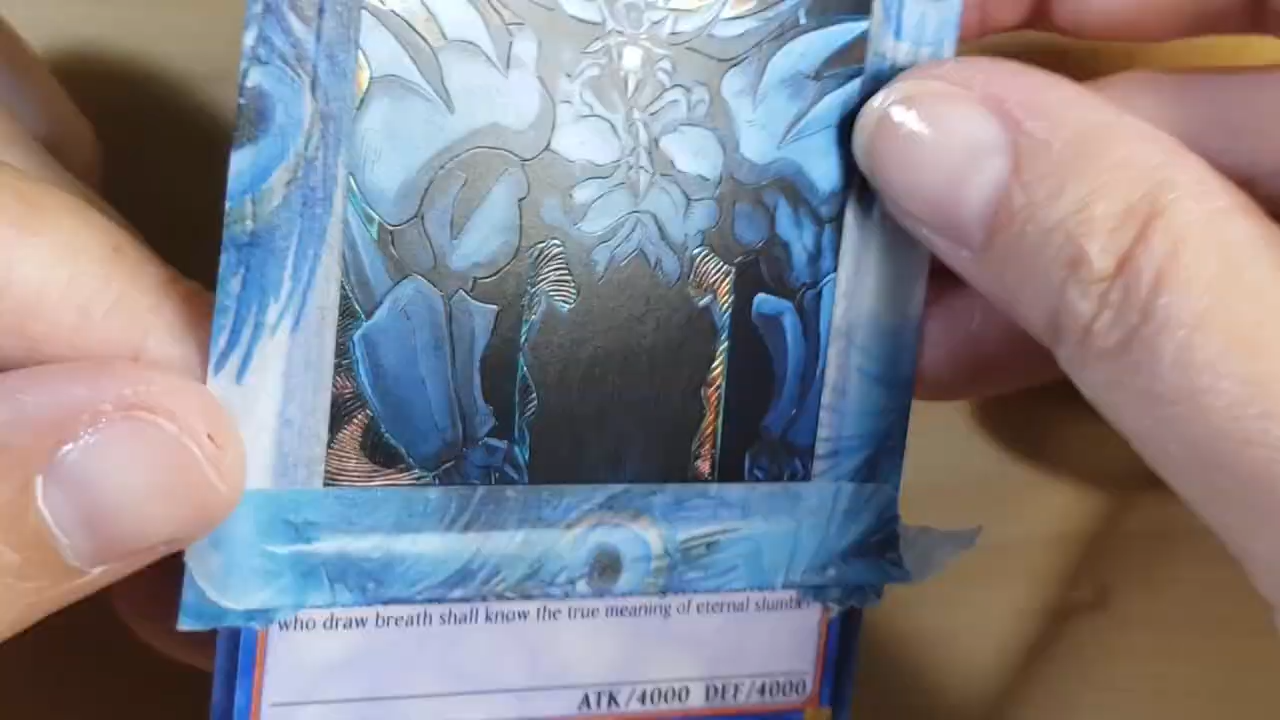 who draw breath shall know the true meaning of eternal slumber
ATK/4000 DEF/4000